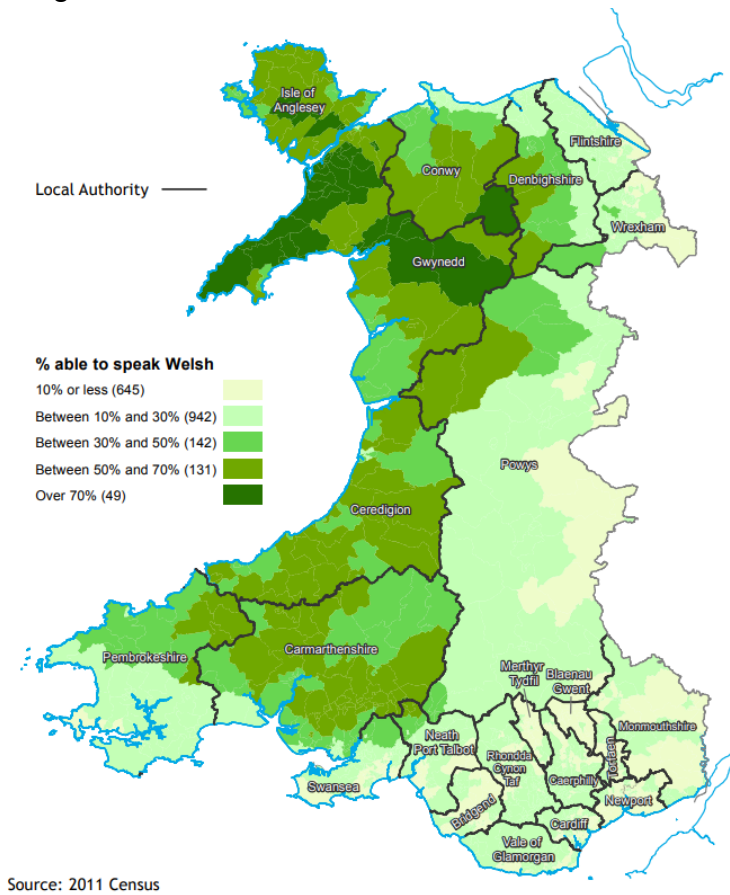 Isle of
Anglesey
Flintshire
Conwy
Denbighshire
Local Authority
Wrexham
Gwynedd
% able to speak Welsh
10% or less (645)
Between 10% and 30% (942)
Between 30% and 50% (142)
Between 50% and 70% (131)
Over 70% (49)
Powys
Ceredigion
Pembrokeshire
Carmarthenshire
Merthyr
Tydfil
Blaenau
Gwent
Monmouthshire
Neath
Port Talbot
Rhondda
Cynon
Taf
Torfaen
Caerphilly
Swansea
Bridgend
Newport
Cardiff
Vale of
Glamorgan
Source: 2011 Census